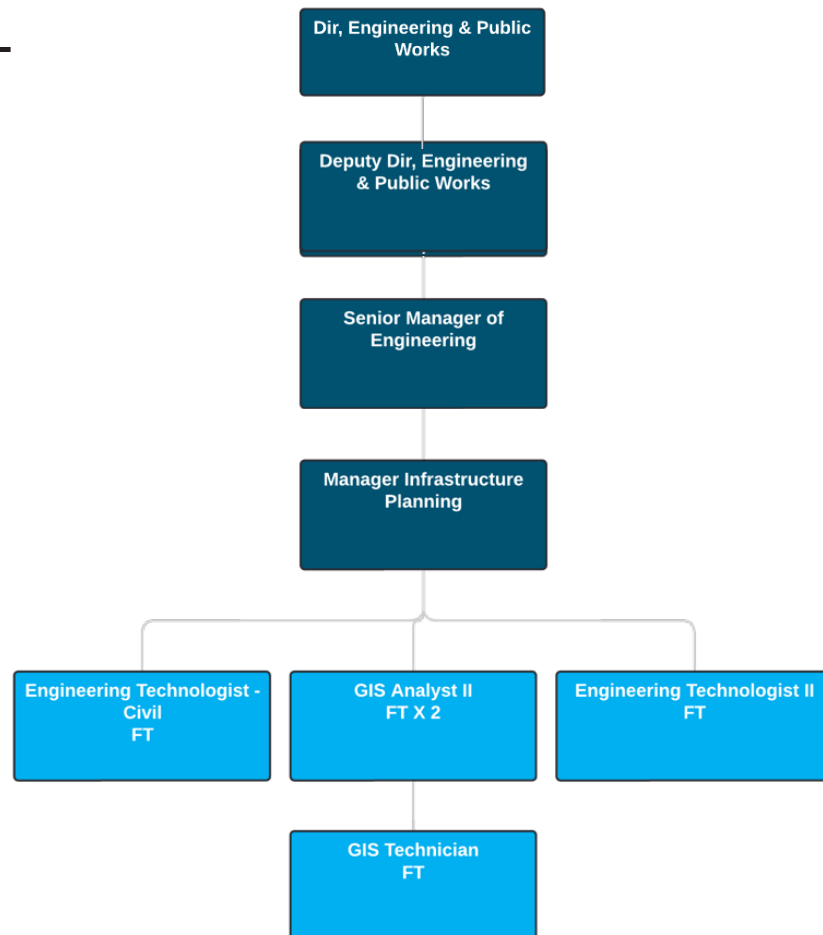 Dir, Engineering & Public
Works
Deputy Dir, Engineering
& Public Works
Senior Manager of
Engineering
Manager Infrastructure
Planning
Engineering Technologist -
Civil
FT
GIS Analyst II
FT X 2
Engineering Technologist II
FT
GIS Technician
FT